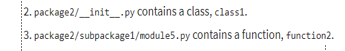 2. package2/__init__.py contains a class, class1.
3. package2/subpackage1/module5.py contains a function, function2.